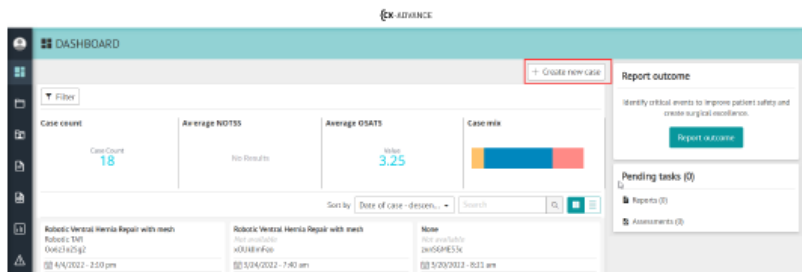 CX-ADVANCE
DASHBOARD
+ Create new case
Filter
Case count
Case Count
18
Average NOTSS
No Results
Average OSATS
Value
3.25
Case mix
Sort by
Date of case - descen...
Search
Robotic Ventral Hernia Repair with mesh
Robotic TAR
4/4/2022 - 2:00 pm
Robotic Ventral Hernia Repair with mesh
Not available
3/24/2022 - 7:40 am
None
Not available
3/20/2022 - 8:21 am
Report outcome
Identify critical events to improve patient safety and
create surgical excellence.
Report outcome
Pending tasks (0)
Reports (0)
Assessments (0)